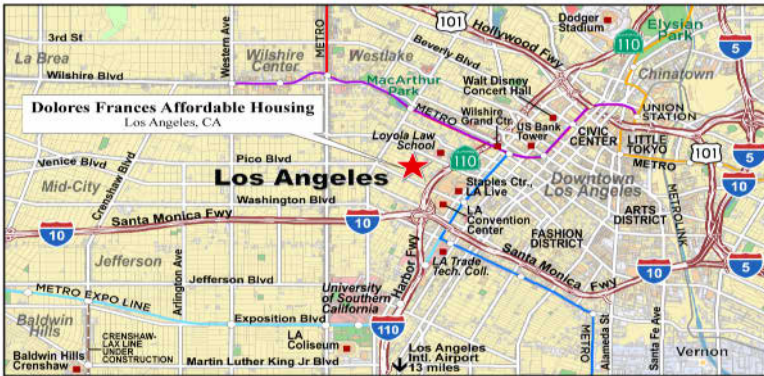 3rd St
La Brea
Wilshire Blvd
Western Ave
Wilshire
Center
METRO
Westlake
Beverly Blvd
101
Hollywood Fwy
110
Dodger
Stadium
Elysian
Park
5
Chinatown
MacArthur
Park
METRO
Walt Disney
Concert Hall
Wilshire
Grand Ctr.
US Bank
Tower
UNION
STATION
CIVIC
CENTER
LITTLE
TOKYO
METRO
101
5
10
Dolores Frances Affordable Housing
Los Angeles, CA
Loyola Law
School
110
Venice Blvd
Crenshaw Blvd
Pico Blvd
Mid-City
Los Angeles
Washington Blvd
Staples Ctr.,
LA Live
Downtown
Los Angeles
METROLINK
Santa Monica Fwy
10
10
LA
Convention
Center
FASHION
DISTRICT
ARTS
DISTRICT
Jefferson
Arlington Ave
Harbor Fwy
LA Trade
Tech. Coll.
Santa Monica Fwy
10
5
Jefferson Blvd
METRO EXPO LINE
University
of Southern
California
Exposition Blvd
110
Baldwin
Hills
CRENSHAW-
LAX LINE
UNDER
CONSTRUCTION
LA
Coliseum
Baldwin Hills
Crenshaw
Martin Luther King Jr Blvd
Los Angeles
Intl. Airport
13 miles
METRO
Alameda St
Santa Fe Ave
Vernon